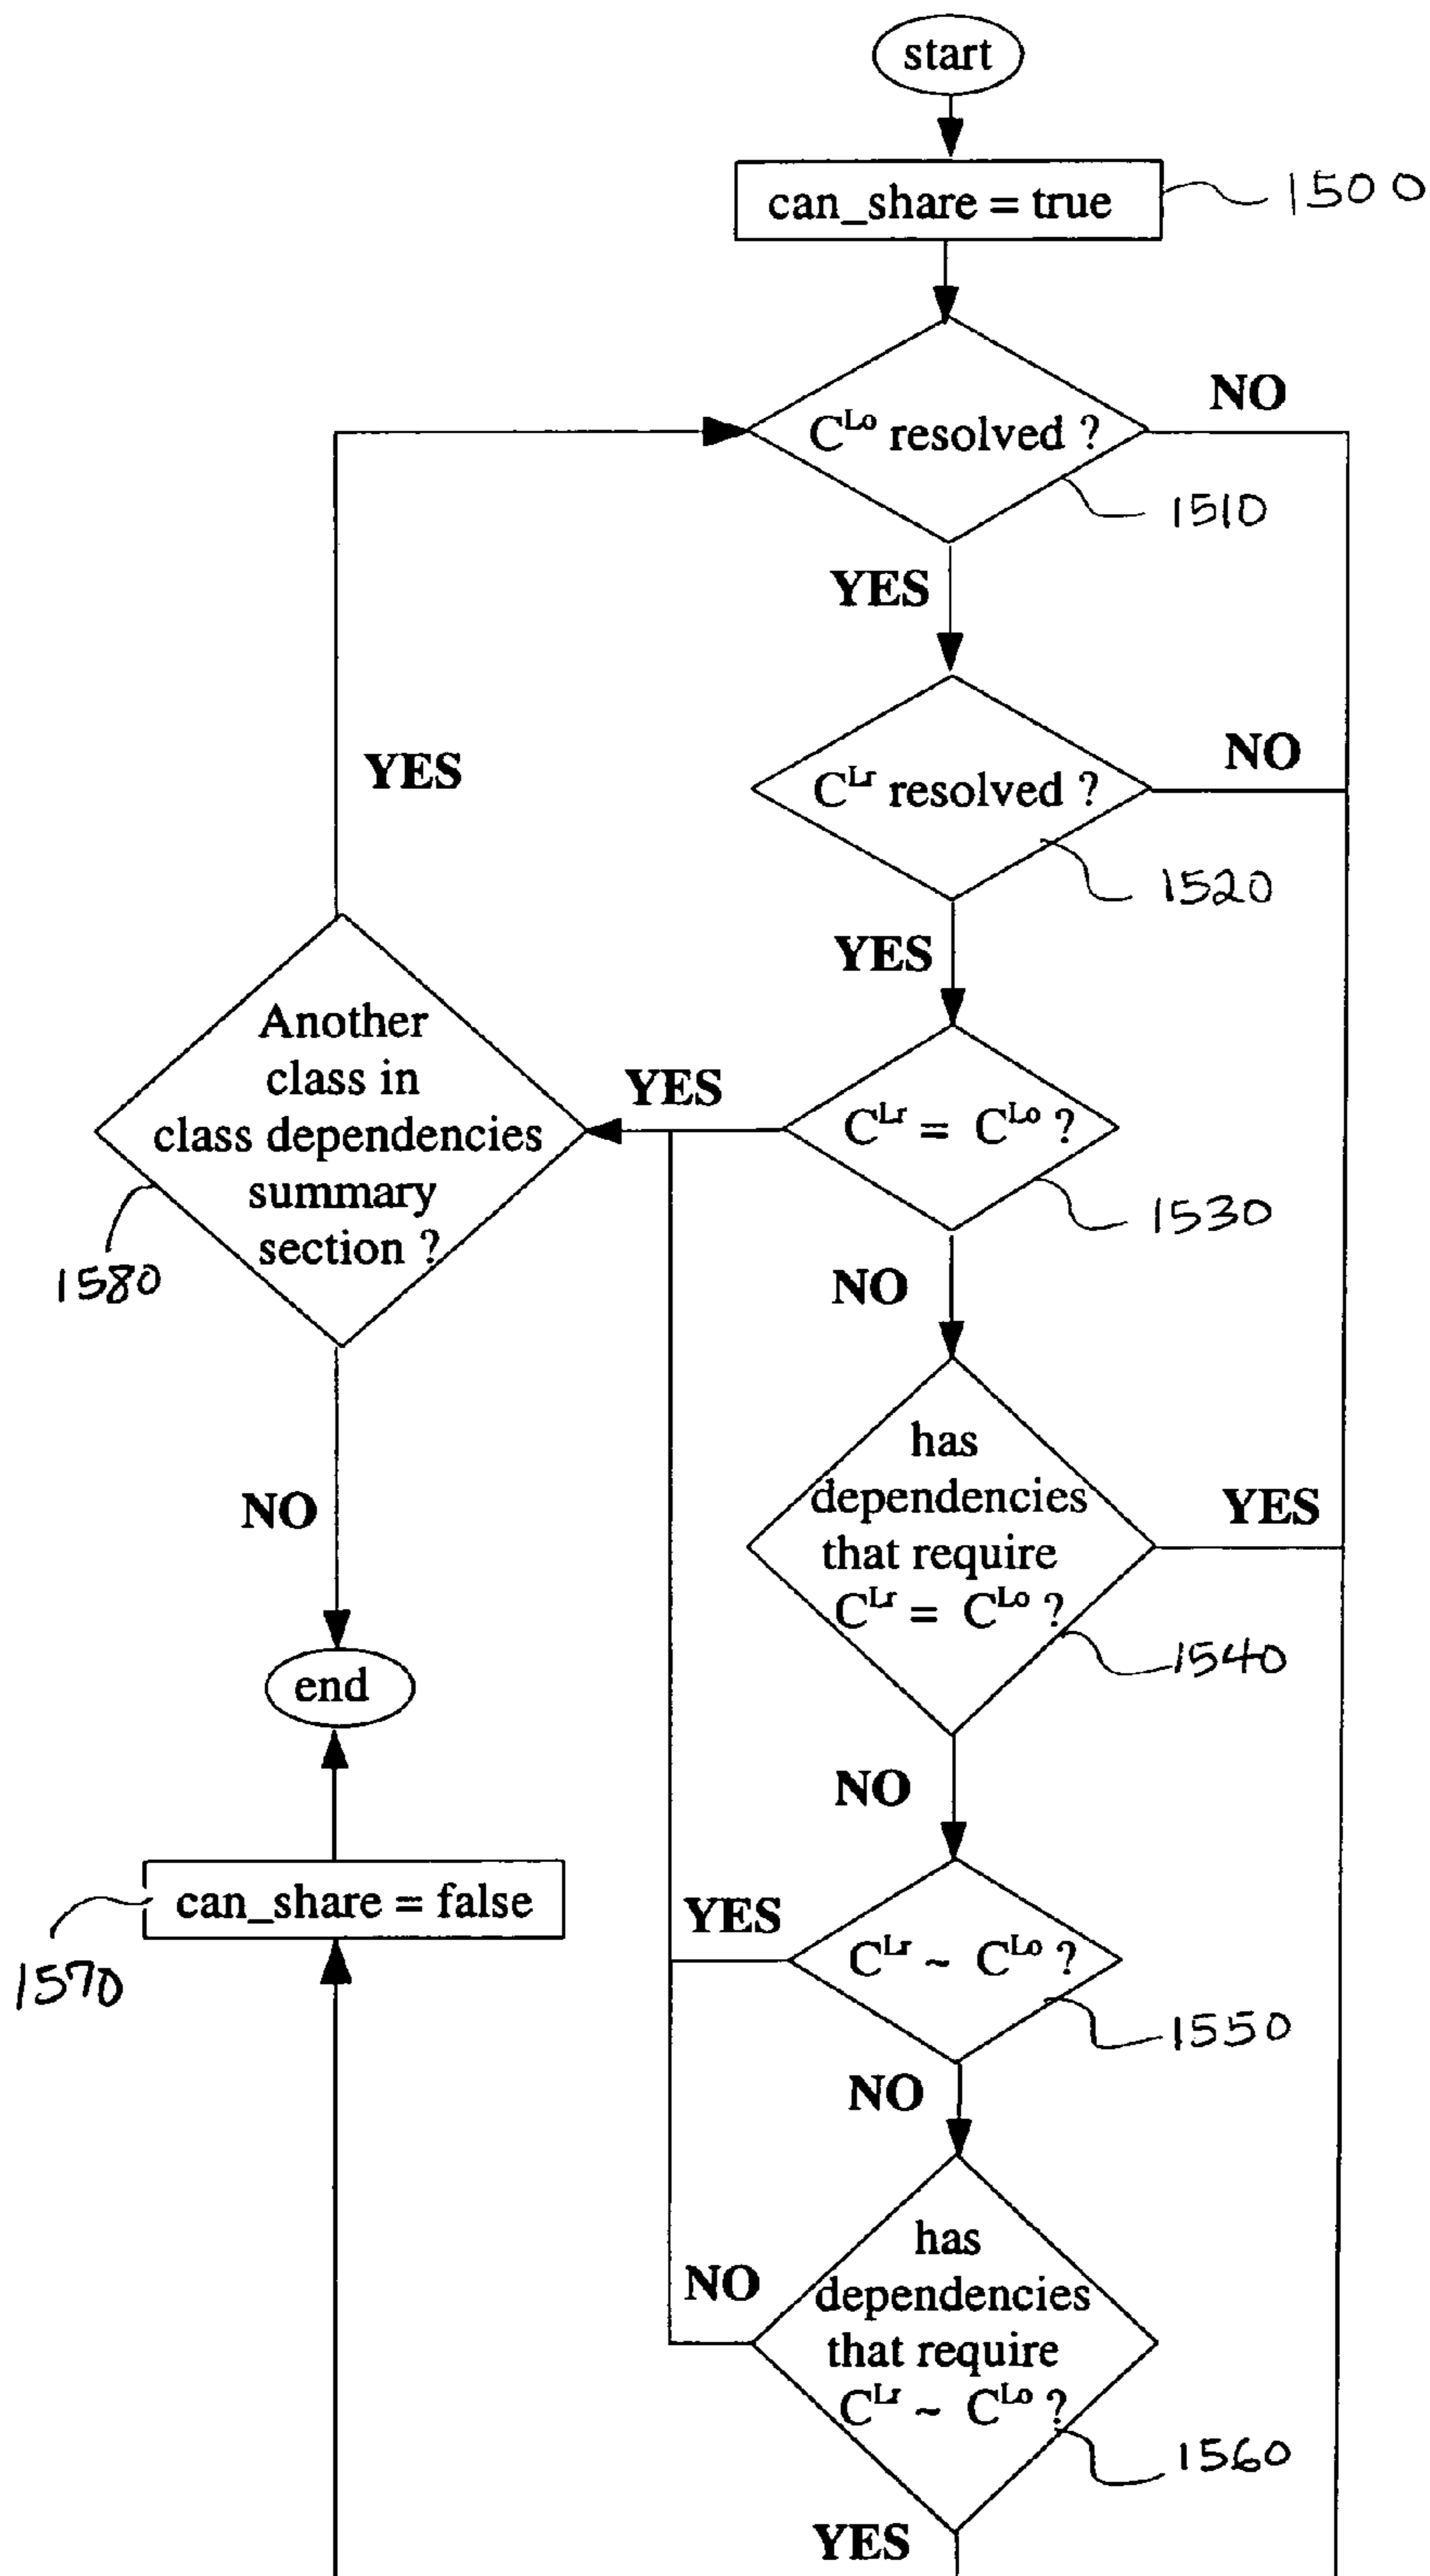 start
can_share = true
1500
C^Lo resolved ?
NO
1510
YES
C^Lr resolved ?
NO
1520
YES
YES
C^Lr = C^Lo ?
1530
YES
Another
class in
class dependencies
summary
section ?
1580
NO
has
dependencies
that require
C^Lr = C^Lo ?
YES
1540
NO
end
NO
C^Lr ~ C^Lo ?
YES
1550
can_share = false
1570
NO
has
dependencies
that require
C^Lr ~ C^Lo ?
NO
1560
YES